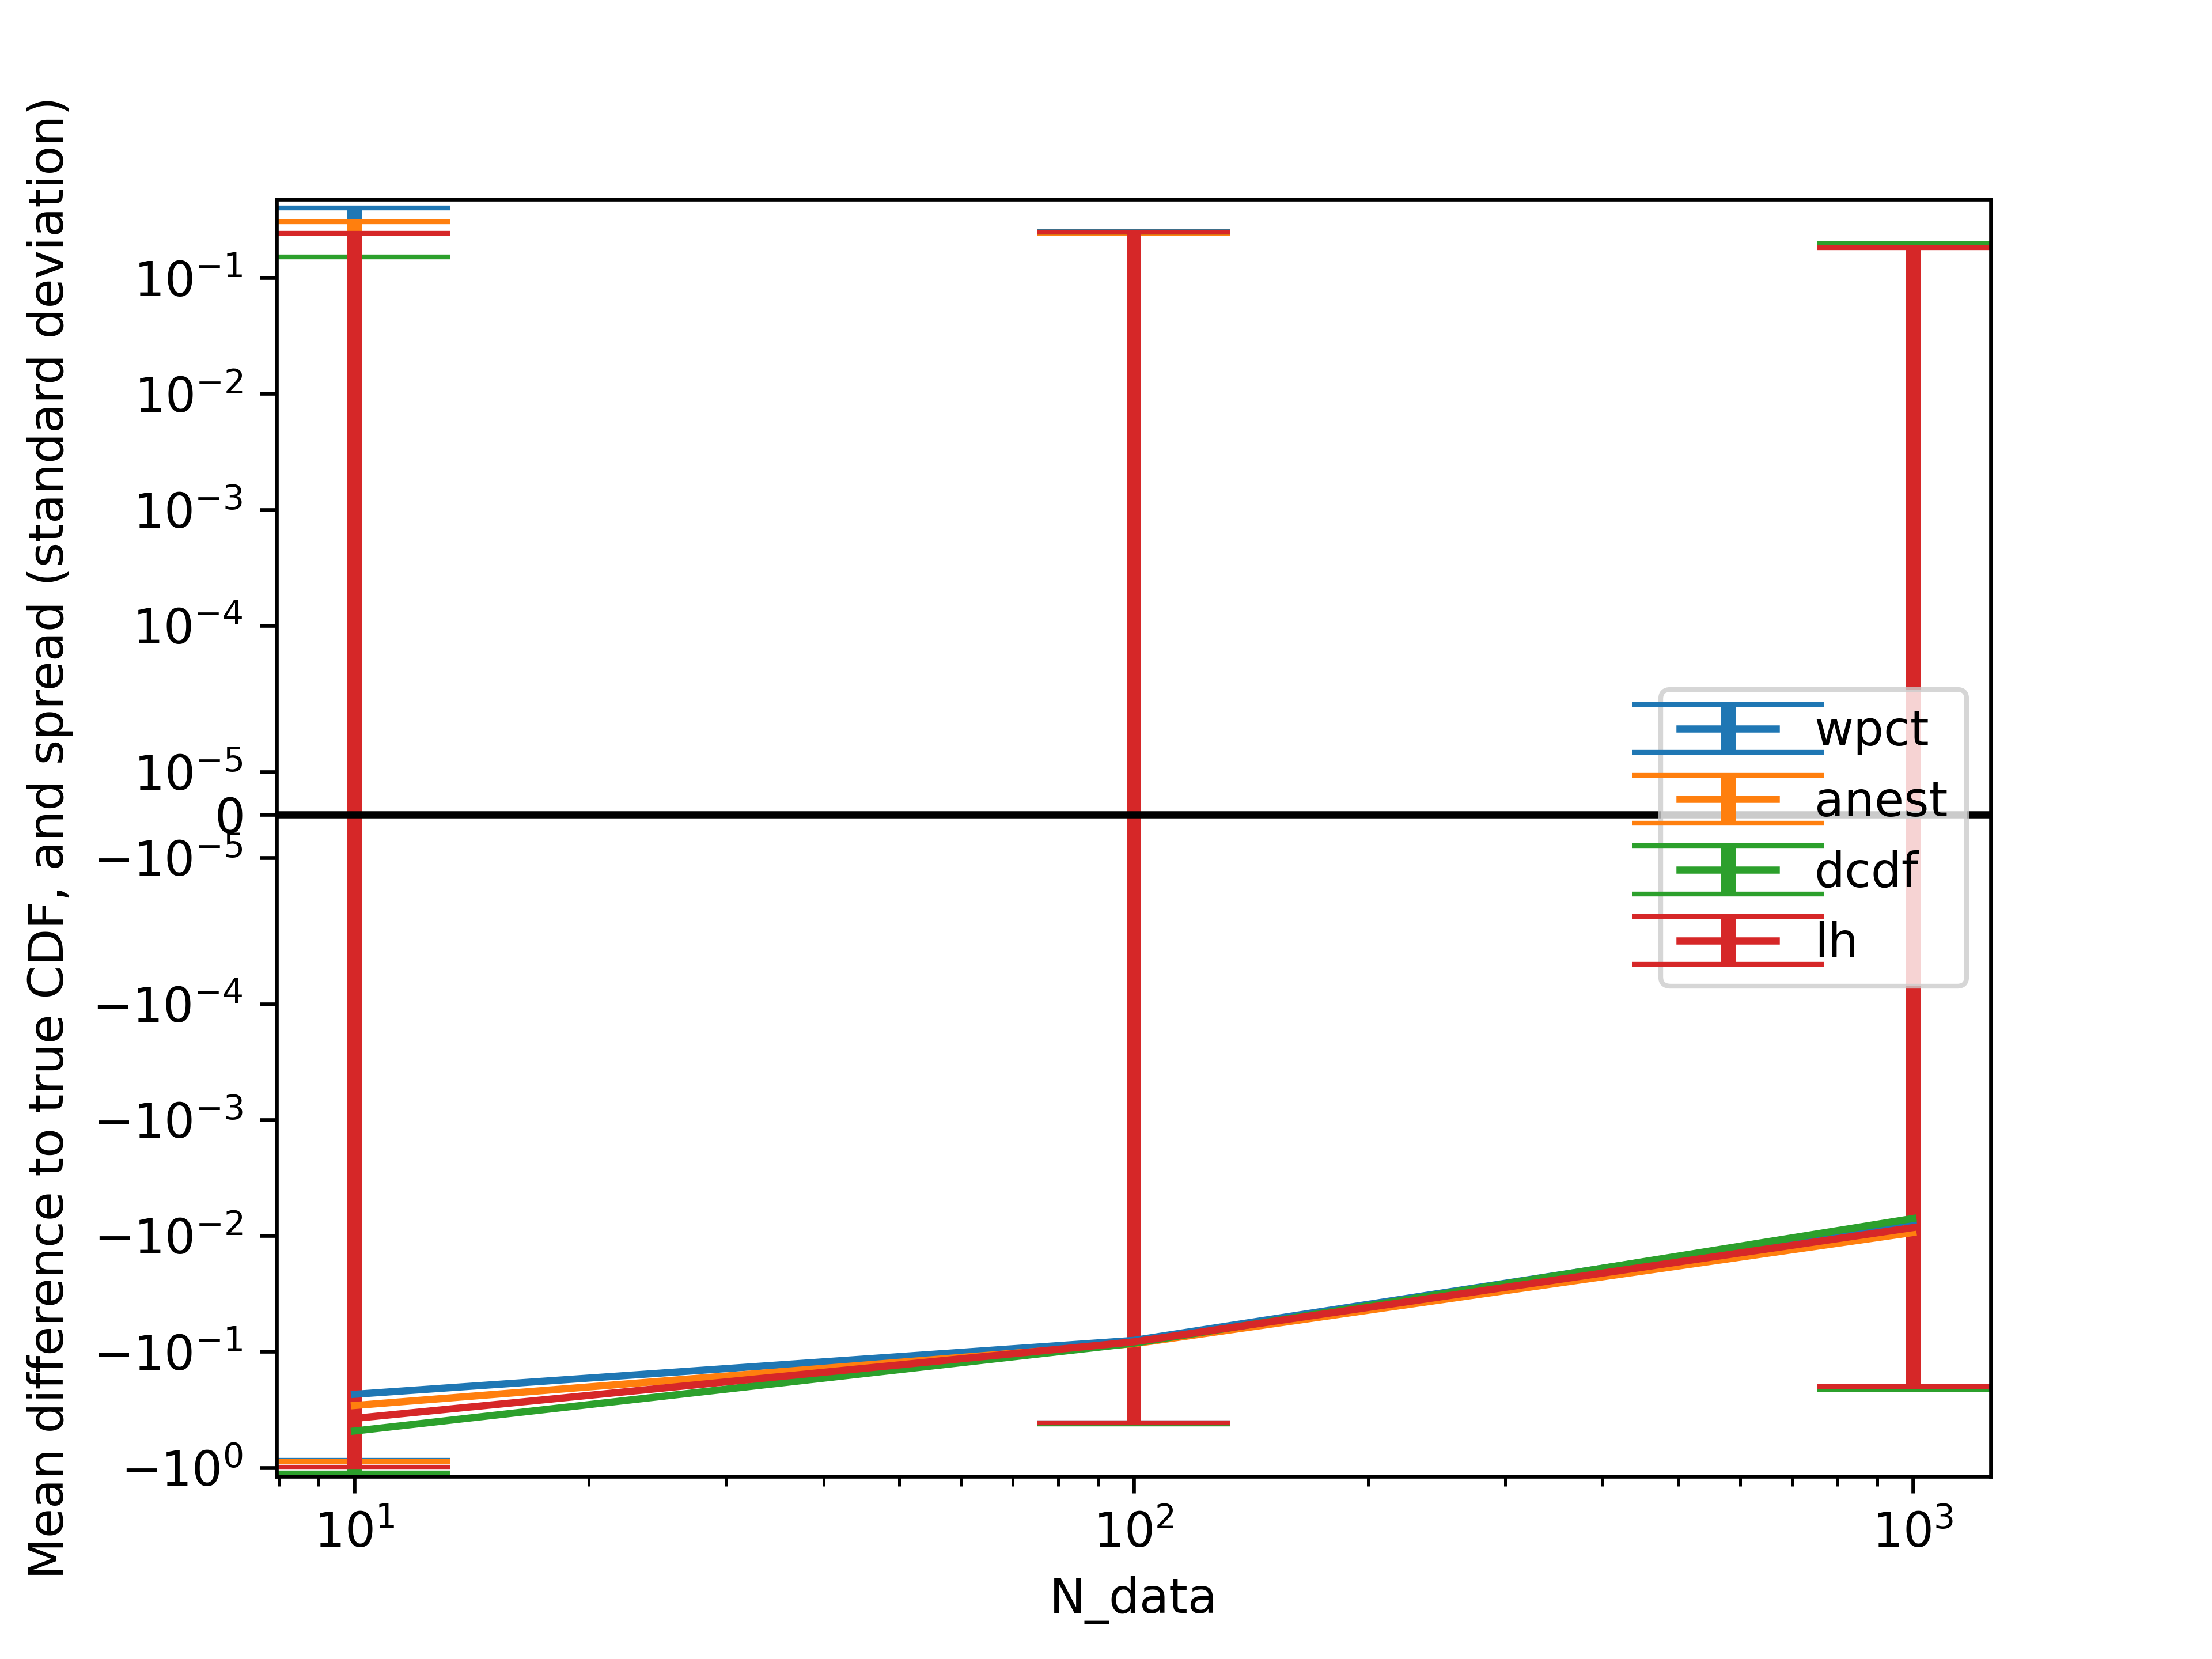 Mean difference to true CDF, and spread (standard deviation)
10⁻¹
10⁻²
10⁻³
10⁻⁴
10⁻⁵
0
−10⁻⁵
−10⁻⁴
−10⁻³
−10⁻²
−10⁻¹
−10⁰
wpct
anest
dcdf
lh
10¹ 10² 10³
N_data